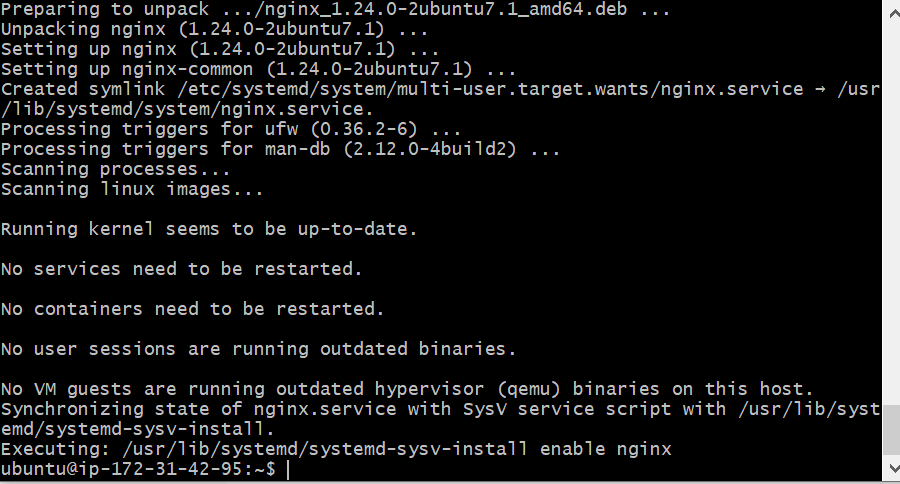 Preparing to unpack .../nginx_1.24.0-2ubuntu7.1_amd64.deb ...
Unpacking nginx (1.24.0-2ubuntu7.1) ...
Setting up nginx (1.24.0-2ubuntu7.1) ...
Setting up nginx-common (1.24.0-2ubuntu7.1) ...
Created symlink /etc/systemd/system/multi-user.target.wants/nginx.service → /usr
/lib/systemd/system/nginx.service.
Processing triggers for ufw (0.36.2-6) ...
Processing triggers for man-db (2.12.0-4build2) ...
Scanning processes...
Scanning linux images...
Running kernel seems to be up-to-date.
No services need to be restarted.
No containers need to be restarted.
No user sessions are running outdated binaries.
No VM guests are running outdated hypervisor (qemu) binaries on this host.
Synchronizing state of nginx.service with SysV service script with /usr/lib/syst
emd/systemd-sysv-install.
Executing: /usr/lib/systemd/systemd-sysv-install enable nginx
ubuntu@ip-172-31-42-95:~$